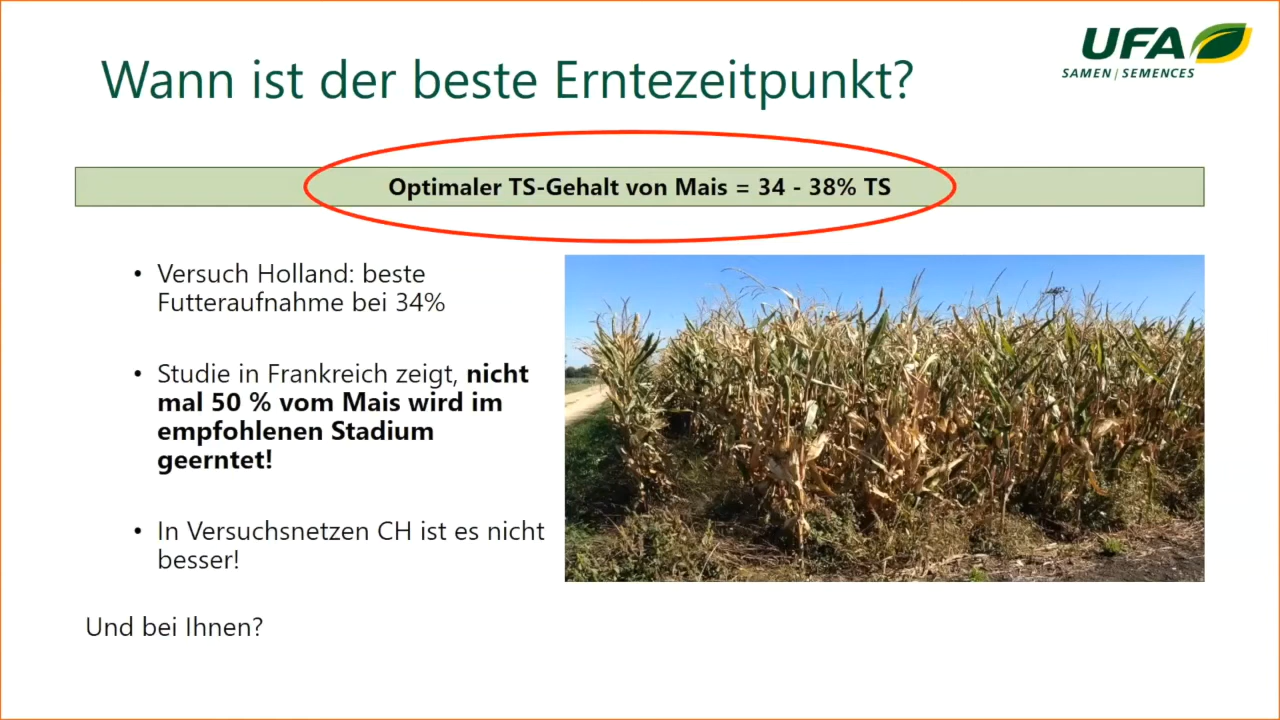 UFA
SAMEN | SEMENCES
Wann ist der beste Erntezeitpunkt?
Optimaler TS-Gehalt von Mais = 34 - 38% TS
• Versuch Holland: beste
Futteraufnahme bei 34%
• Studie in Frankreich zeigt, nicht
mal 50 % vom Mais wird im
empfohlenen Stadium
geerntet!
• In Versuchsnetzen CH ist es nicht
besser!
Und bei Ihnen?